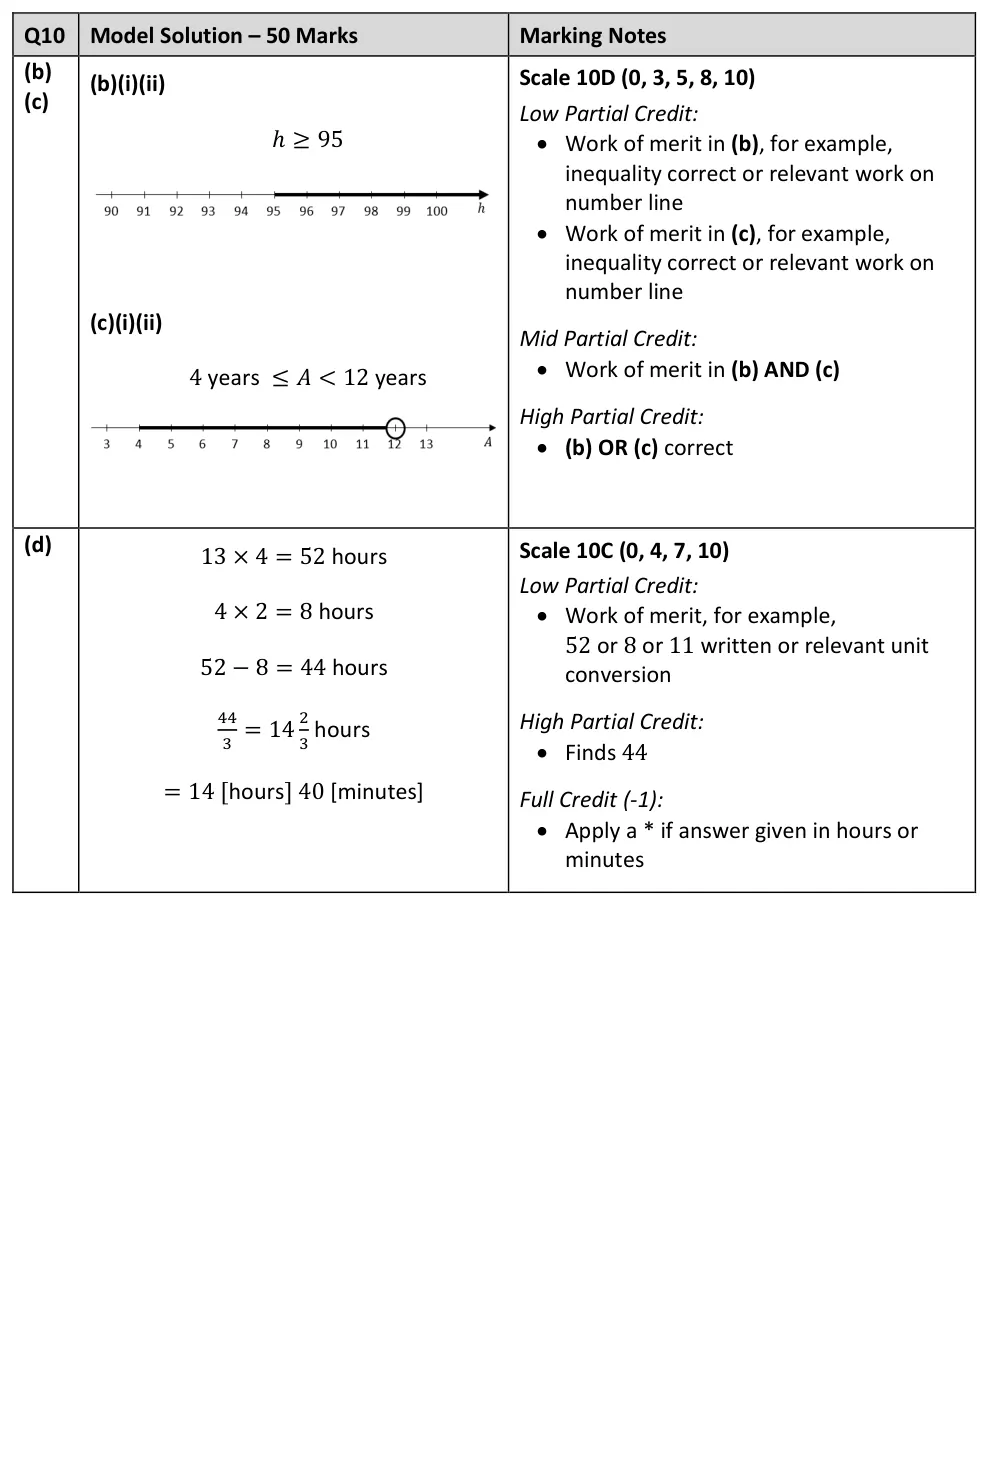 Q10 Model Solution – 50 Marks Marking Notes
(b)
(c)
(b)(i)(ii)
h ≥ 95
90 91 92 93 94 95 96 97 98 99 100 h
(c)(i)(ii)
4 years ≤ A < 12 years
3 4 5 6 7 8 9 10 11 12 13 A
Scale 10D (0, 3, 5, 8, 10)
Low Partial Credit:
• Work of merit in (b), for example,
inequality correct or relevant work on
number line
• Work of merit in (c), for example,
inequality correct or relevant work on
number line
Mid Partial Credit:
• Work of merit in (b) AND (c)
High Partial Credit:
• (b) OR (c) correct
(d)
13 × 4 = 52 hours
4 × 2 = 8 hours
52 − 8 = 44 hours
44/3 = 14 2/3 hours
= 14 [hours] 40 [minutes]
Scale 10C (0, 4, 7, 10)
Low Partial Credit:
• Work of merit, for example,
52 or 8 or 11 written or relevant unit
conversion
High Partial Credit:
• Finds 44
Full Credit (-1):
• Apply a * if answer given in hours or
minutes